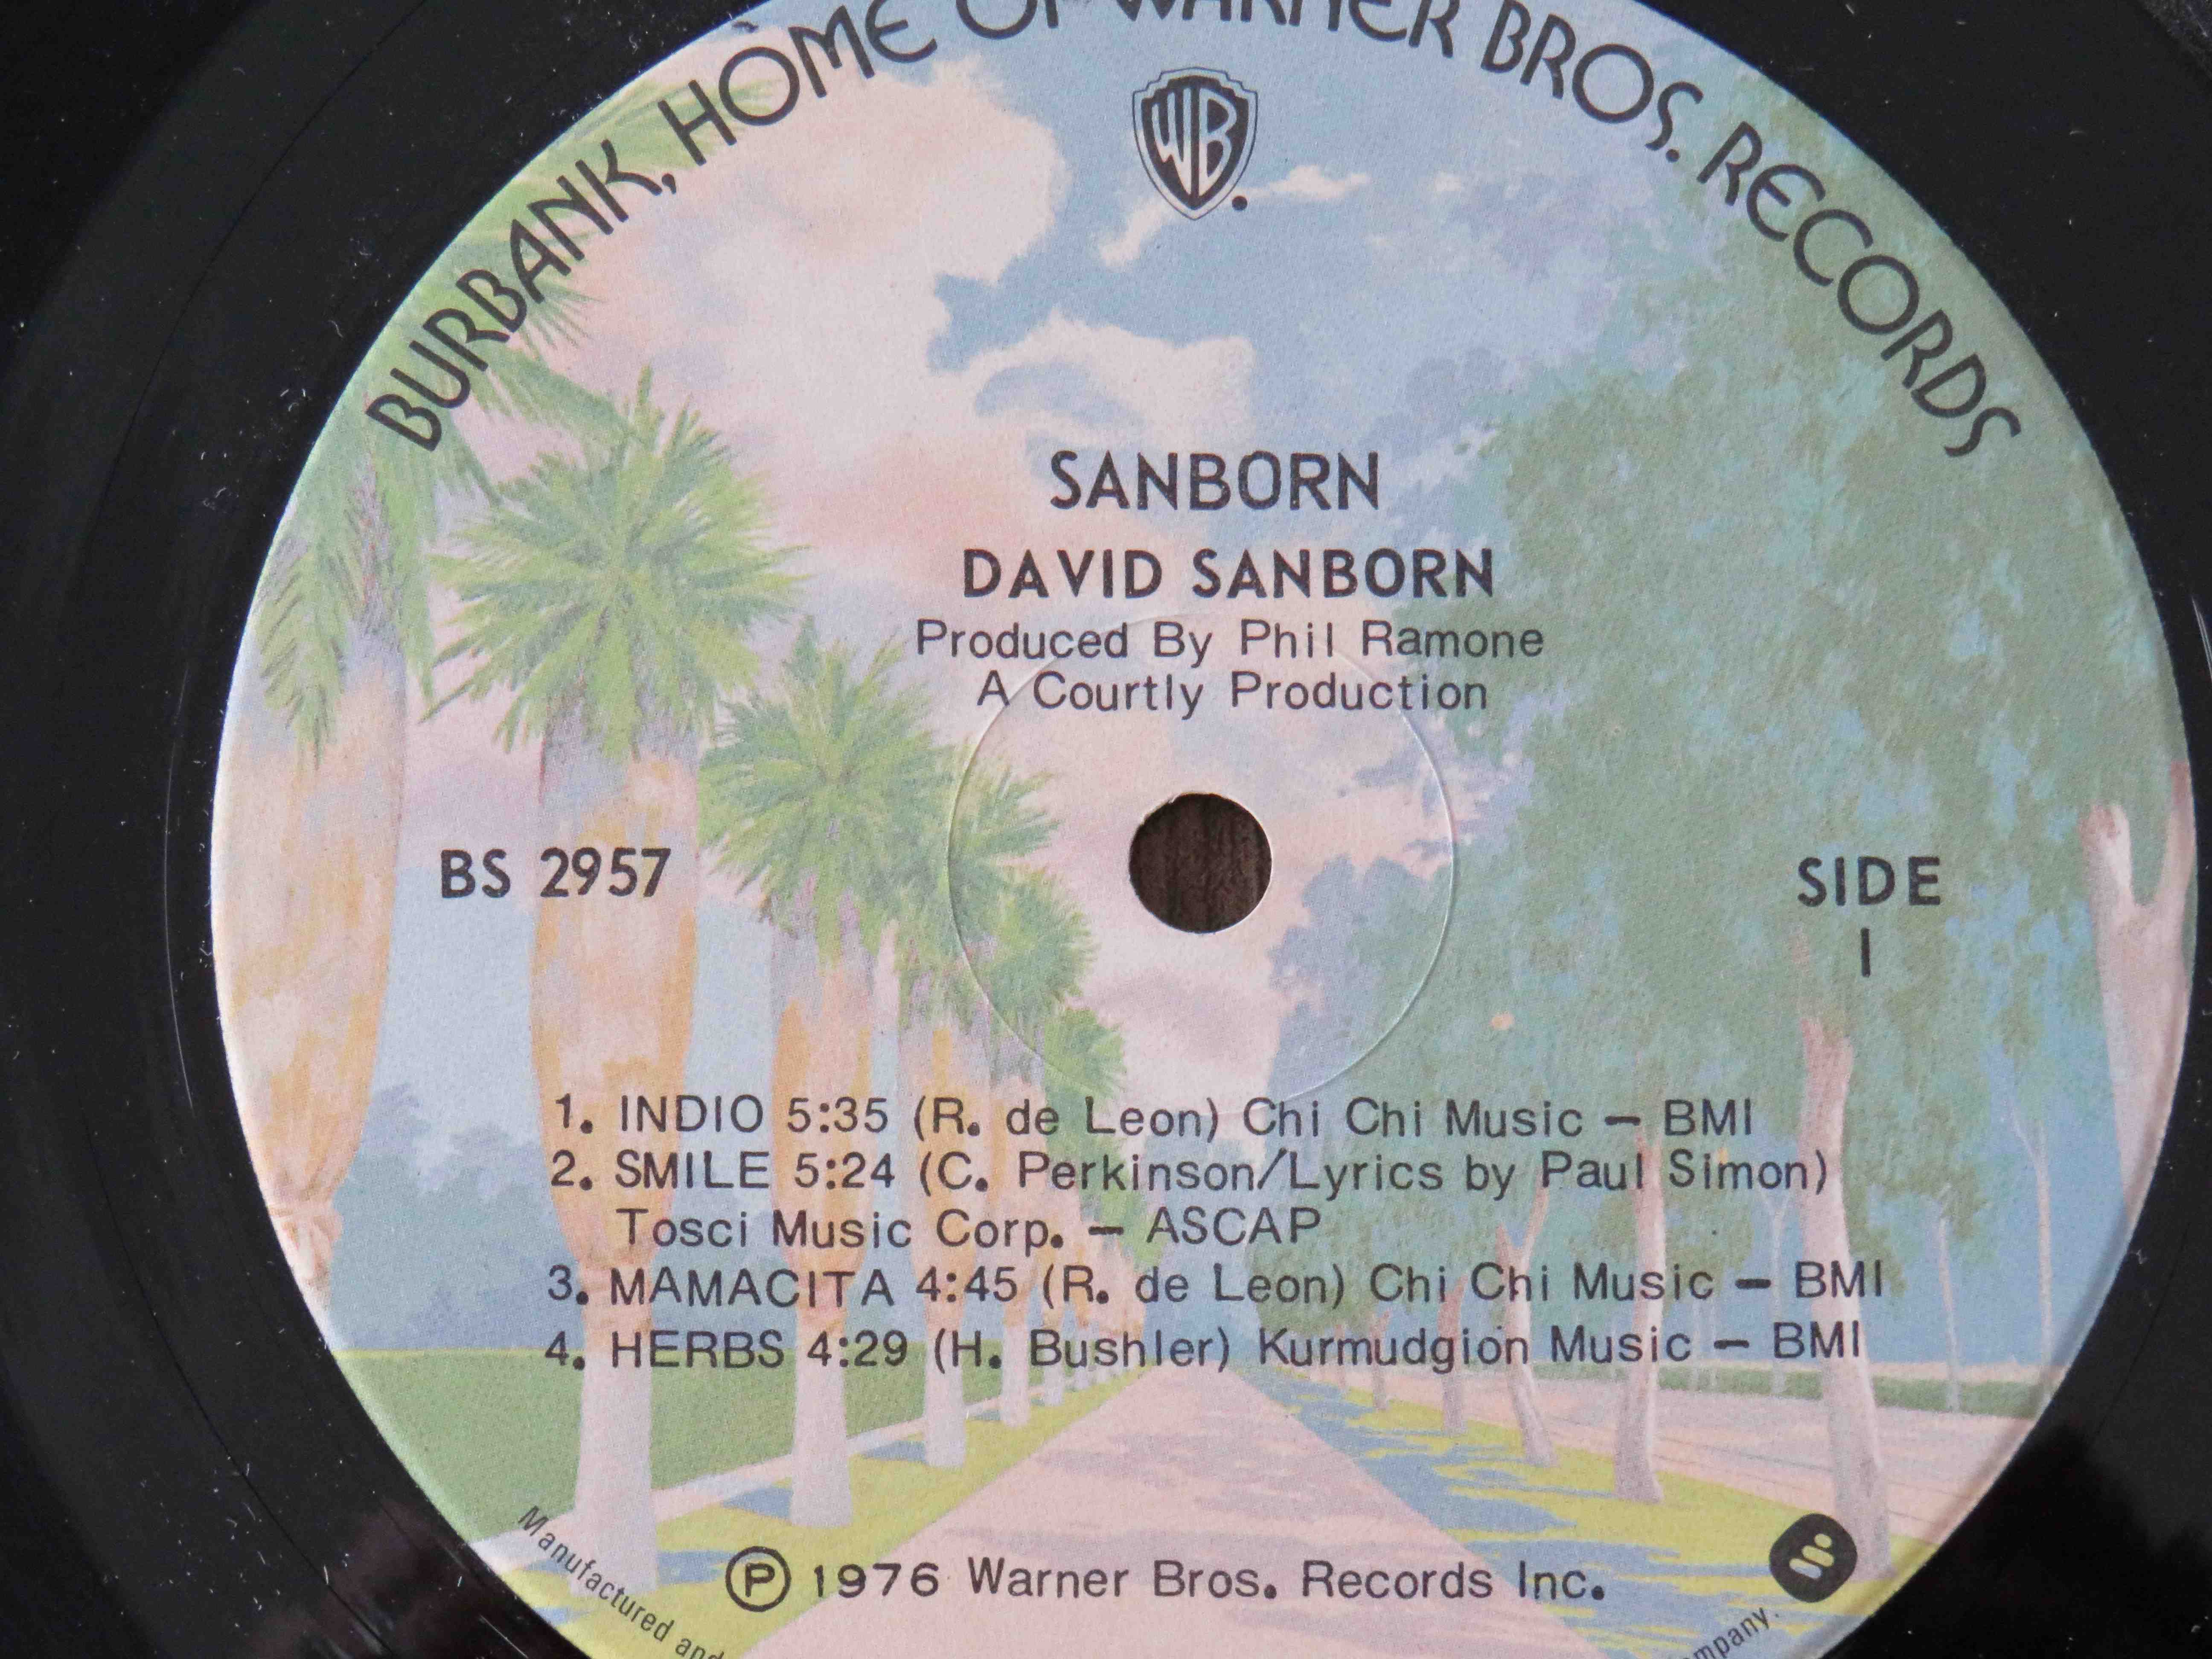 BURBANK, HOME OF WARNER BROS. RECORDS
WB
SANBORN
DAVID SANBORN
Produced By Phil Ramone
A Courtly Production
BS 2957
SIDE
1
1. INDIO 5:35 (R. de Leon) Chi Chi Music – BMI
2. SMILE 5:24 (C. Perkinson/Lyrics by Paul Simon)
Tosci Music Corp. – ASCAP
3. MAMACITA 4:45 (R. de Leon) Chi Chi Music – BMI
4. HERBS 4:29 (H. Bushler) Kurmudgion Music – BMI
℗ 1976 Warner Bros. Records Inc.
Manufactured and